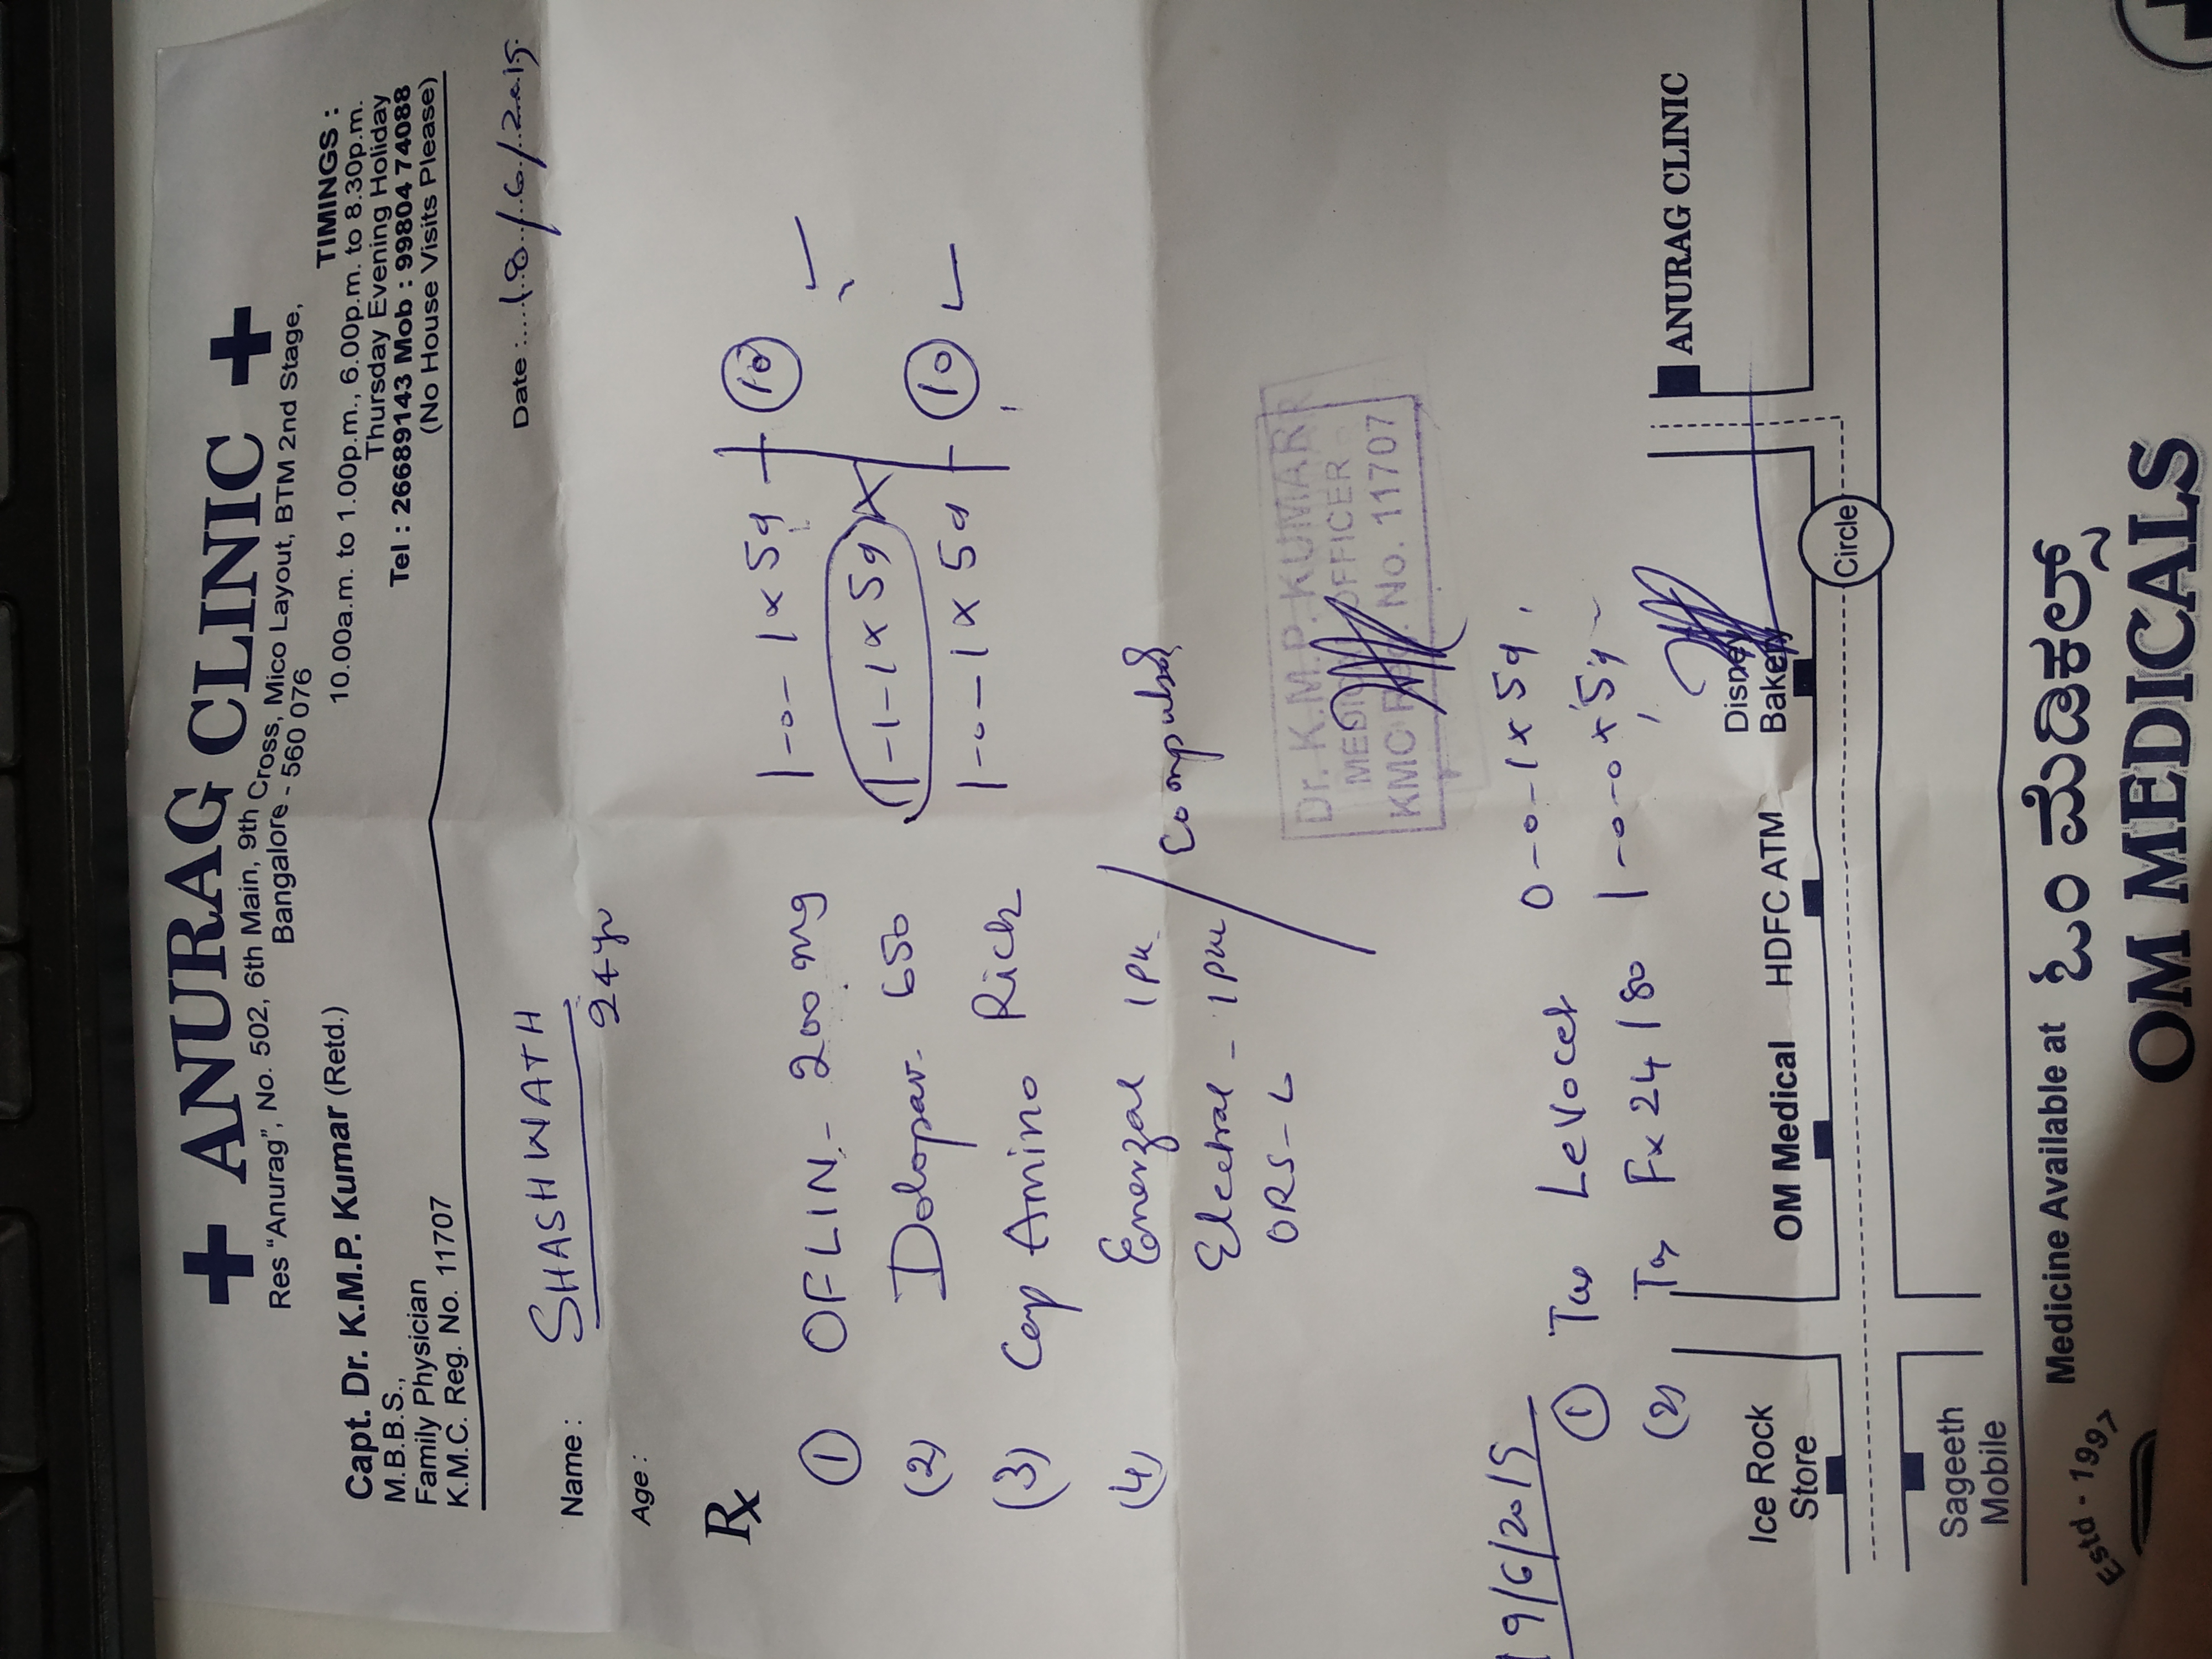 + ANURAG CLINIC +
Res "Anurag", No. 502, 6th Main, 9th Cross, Mico Layout, BTM 2nd Stage,
Bangalore - 560 076
Capt. Dr. K.M.P. Kumar (Retd.)
M.B.B.S.,
Family Physician
K.M.C. Reg. No. 11707
TIMINGS :
10.00a.m. to 1.00p.m., 6.00p.m. to 8.30p.m.
Thursday Evening Holiday
Tel : 26689143 Mob : 99804 74088
(No House Visits Please)
Date : 18/6/2015
Name : SHASHWATH
Age : 24yr
Rx
(1) OFLIN - 200 mg 1-0-1 x 5d (10)
(2) Dolopar - 650 1-1-1 x 5d
(3) Cap Amino Rich 1-0-1 x 5d (10)
(4) Enerzal 1PK
Electral - 1PK / Compulsory
ORS-L
Dr. K.M.P. KUMAR
MEDICAL OFFICER
KMC Reg. No. 11707
19/6/2015
(1) Tab Levocet 0-0-1 x 5d
(2) Tab Fx 24 / 80 1-0-0 x 5d
ANURAG CLINIC
Ice Rock Store
OM Medical
HDFC ATM
Disney Bakery
Circle
Sageeth Mobile
Estd - 1997
Medicine Available at ಓಂ ಮೆಡಿಕಲ್ಸ್
OM MEDICALS